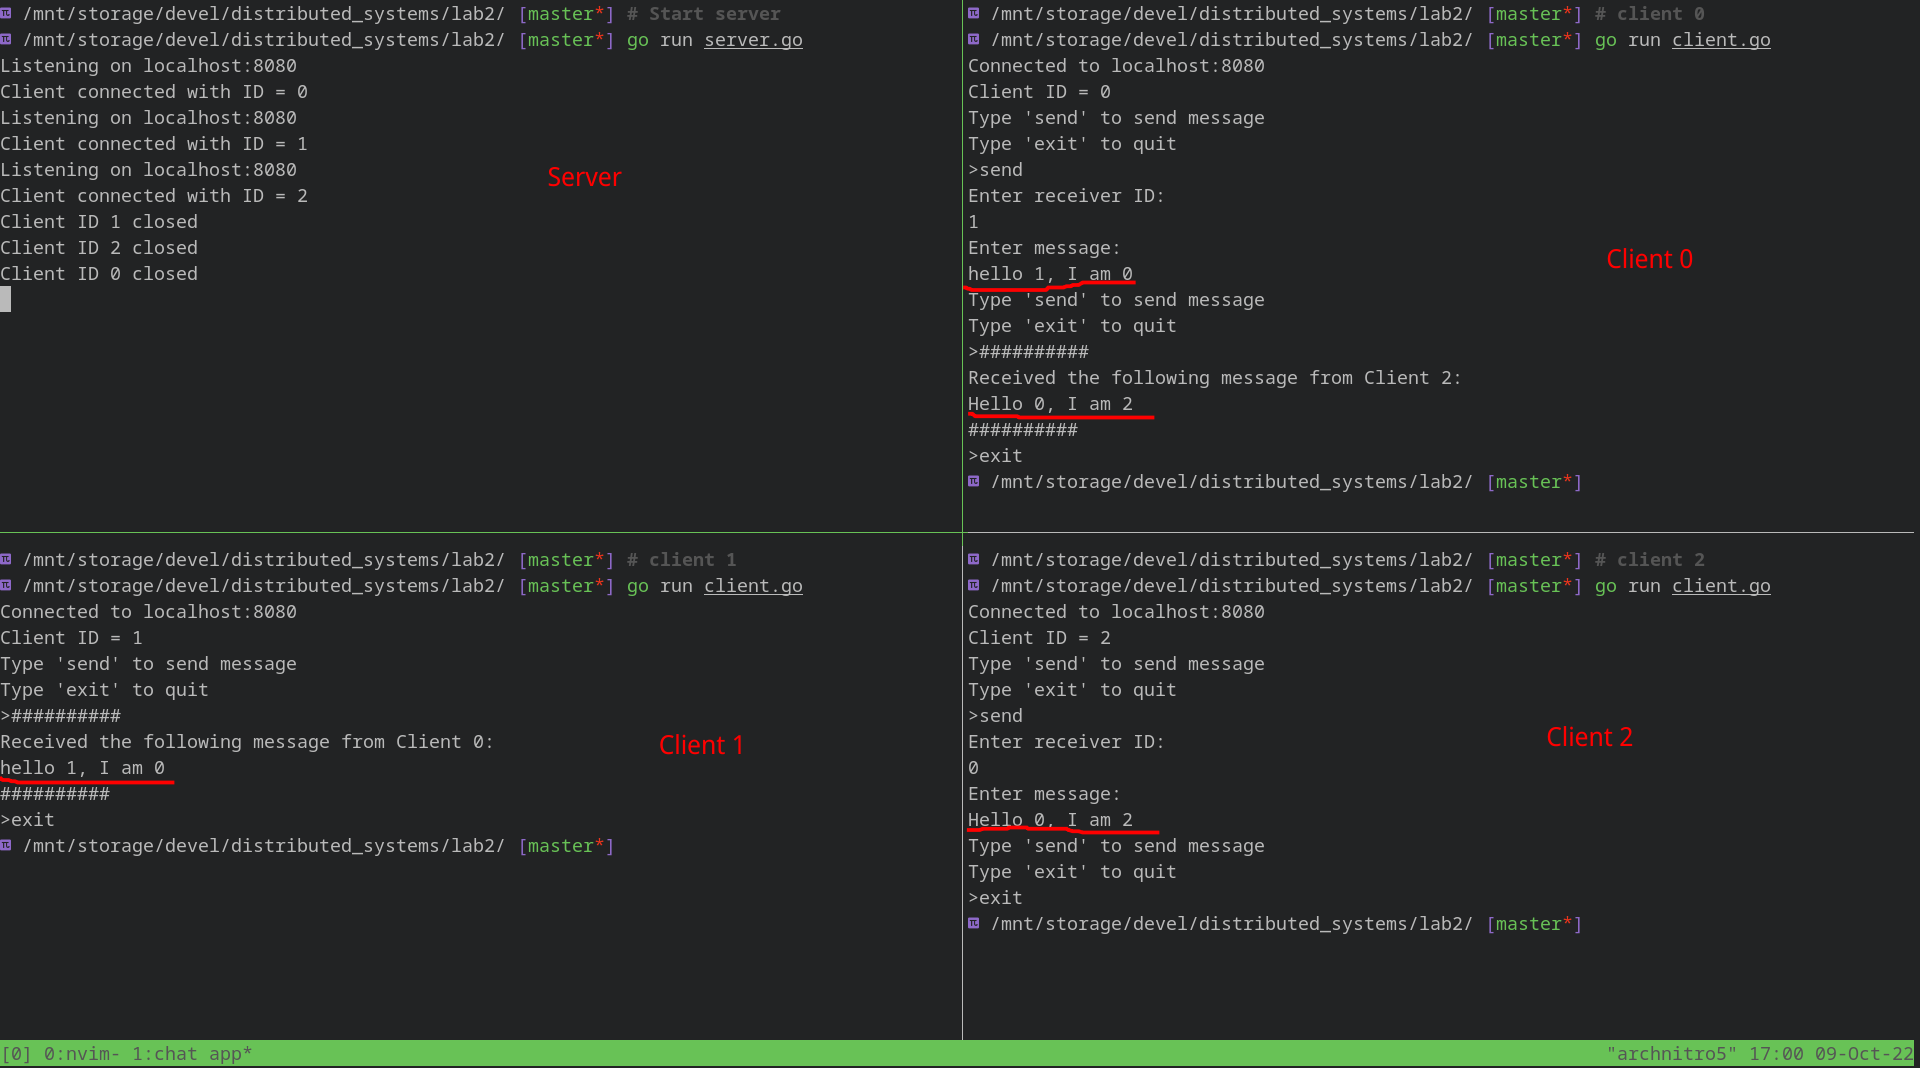 /mnt/storage/devel/distributed_systems/lab2/ [master*] # Start server
/mnt/storage/devel/distributed_systems/lab2/ [master*] go run server.go
Listening on localhost:8080
Client connected with ID = 0
Listening on localhost:8080
Client connected with ID = 1
Listening on localhost:8080
Client connected with ID = 2
Client ID 1 closed
Client ID 2 closed
Client ID 0 closed
Server
/mnt/storage/devel/distributed_systems/lab2/ [master*] # client 0
/mnt/storage/devel/distributed_systems/lab2/ [master*] go run client.go
Connected to localhost:8080
Client ID = 0
Type 'send' to send message
Type 'exit' to quit
>send
Enter receiver ID:
1
Enter message:
hello 1, I am 0
Type 'send' to send message
Type 'exit' to quit
>##########
Received the following message from Client 2:
Hello 0, I am 2
##########
>exit
/mnt/storage/devel/distributed_systems/lab2/ [master*]
Client 0
/mnt/storage/devel/distributed_systems/lab2/ [master*] # client 1
/mnt/storage/devel/distributed_systems/lab2/ [master*] go run client.go
Connected to localhost:8080
Client ID = 1
Type 'send' to send message
Type 'exit' to quit
>##########
Received the following message from Client 0:
hello 1, I am 0
##########
>exit
/mnt/storage/devel/distributed_systems/lab2/ [master*]
Client 1
/mnt/storage/devel/distributed_systems/lab2/ [master*] # client 2
/mnt/storage/devel/distributed_systems/lab2/ [master*] go run client.go
Connected to localhost:8080
Client ID = 2
Type 'send' to send message
Type 'exit' to quit
>send
Enter receiver ID:
0
Enter message:
Hello 0, I am 2
Type 'send' to send message
Type 'exit' to quit
>exit
/mnt/storage/devel/distributed_systems/lab2/ [master*]
Client 2
[0] 0:nvim- 1:chat app* "archnitro5" 17:00 09-Oct-22